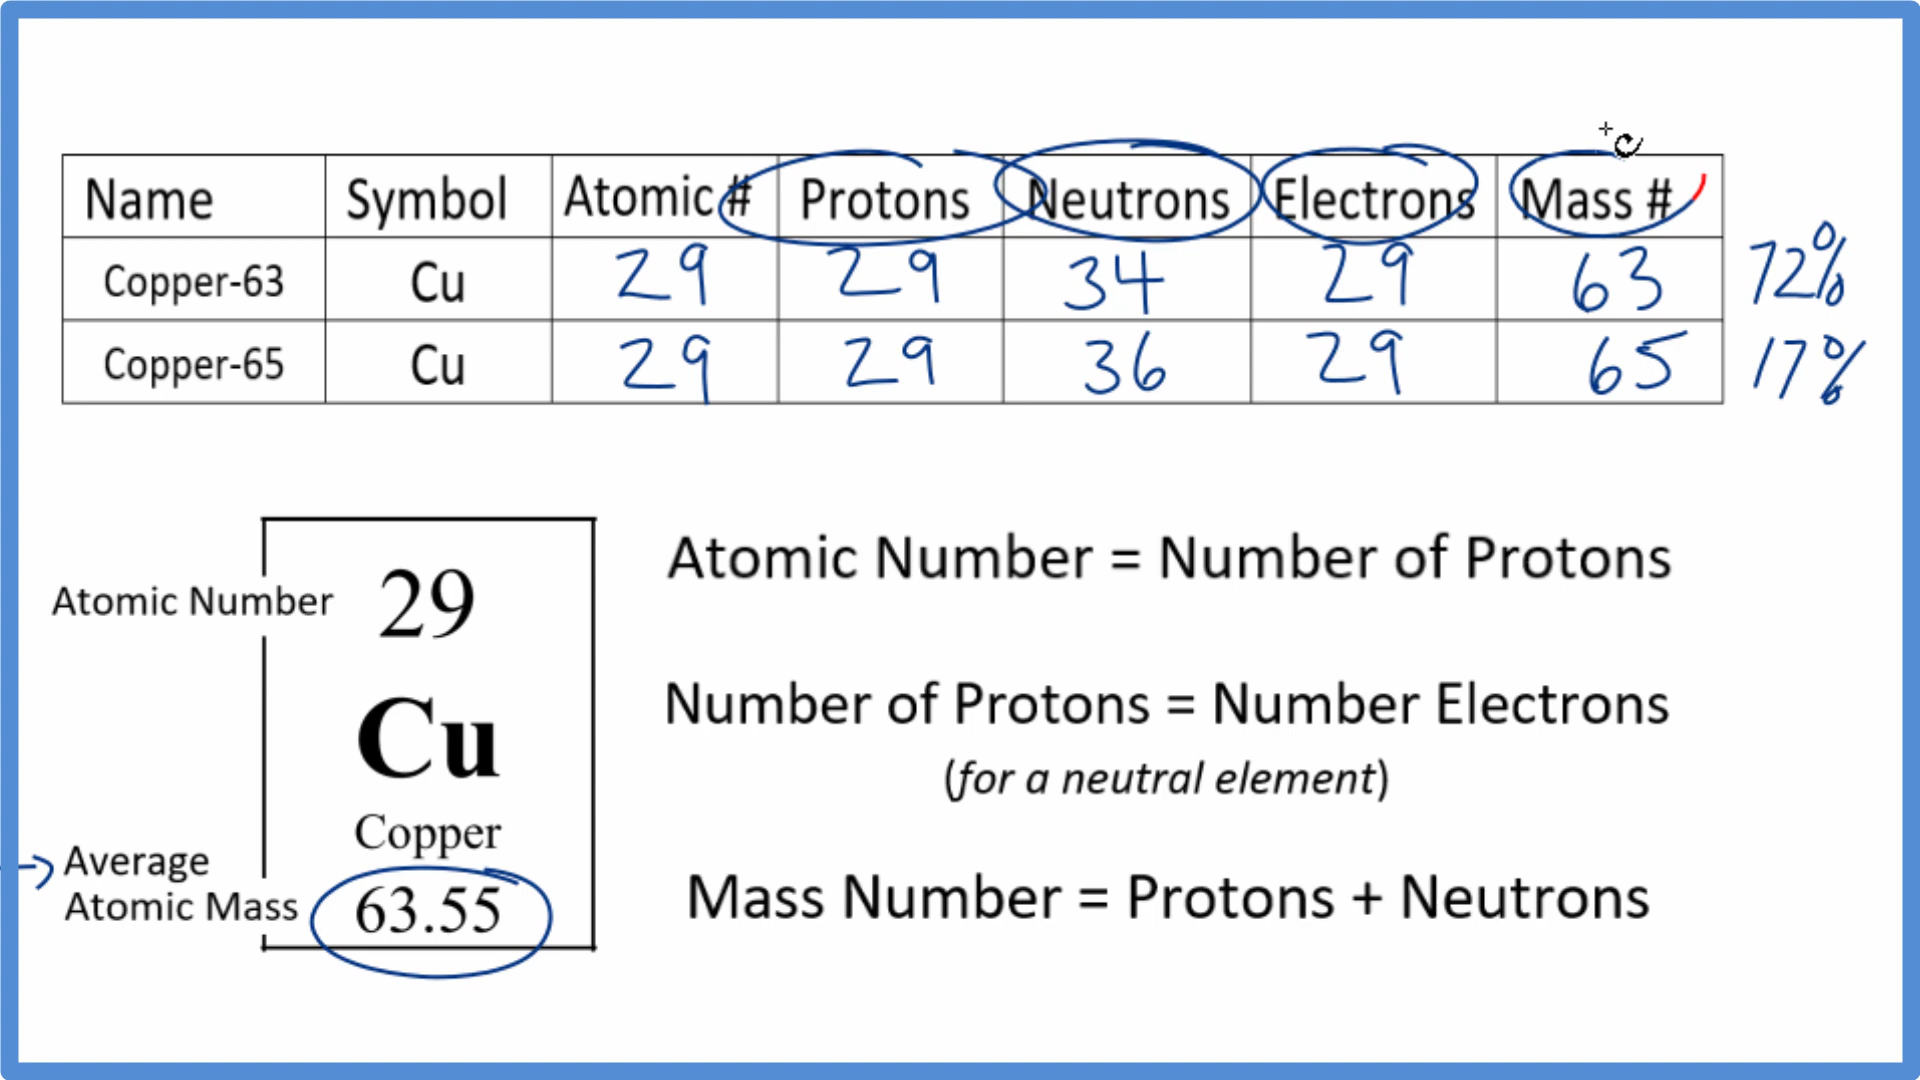 Name Symbol Atomic # Protons Neutrons Electrons Mass #
Copper-63 Cu 29 29 34 29 63 72%
Copper-65 Cu 29 29 36 29 65 17%
Atomic Number 29
Cu
Copper
Average
Atomic Mass 63.55
Atomic Number = Number of Protons
Number of Protons = Number Electrons
(for a neutral element)
Mass Number = Protons + Neutrons